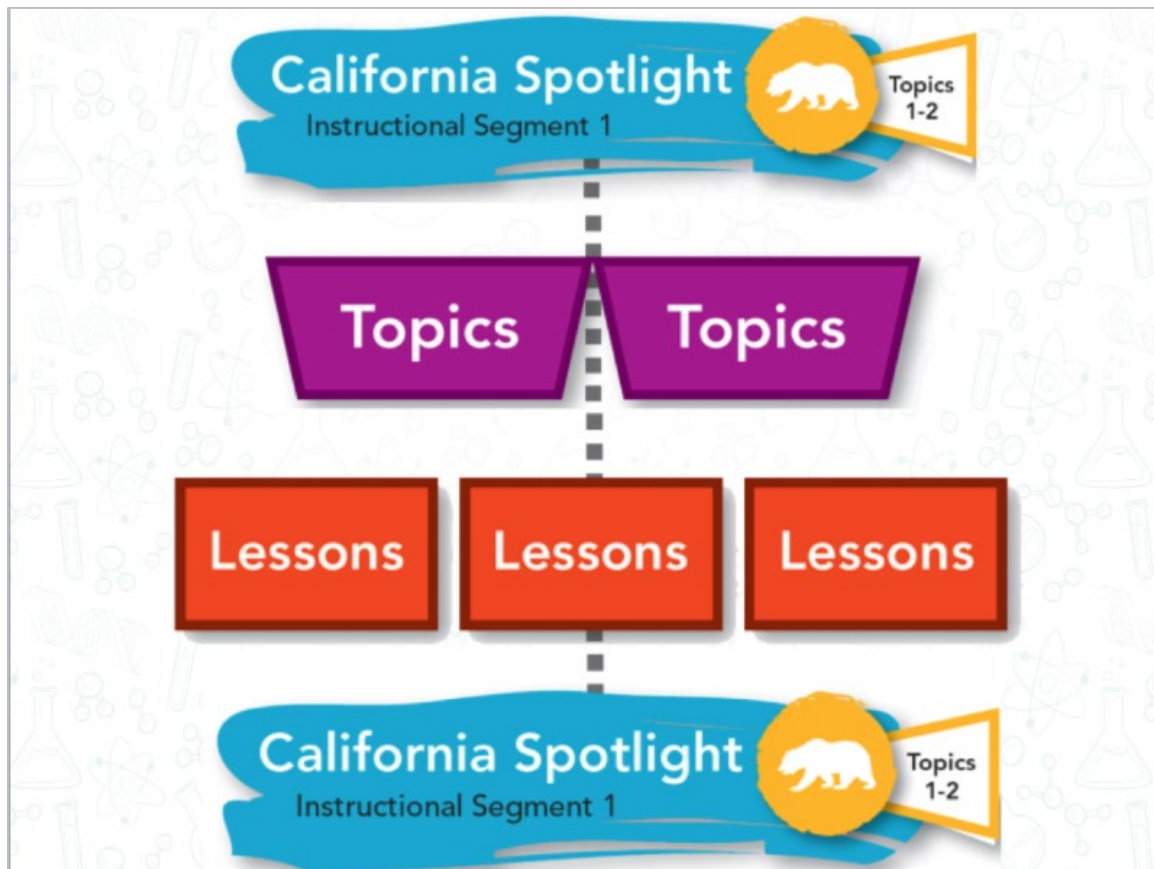 California Spotlight
Instructional Segment 1
Topics
1-2
Topics Topics
Lessons Lessons Lessons
California Spotlight
Instructional Segment 1
Topics
1-2